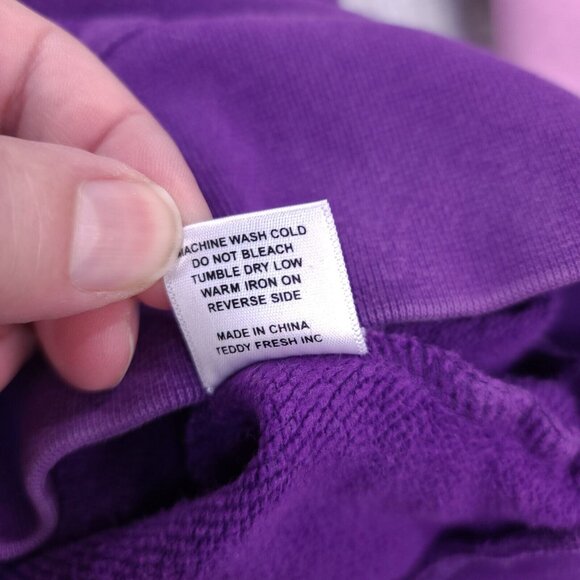 MACHINE WASH COLD
DO NOT BLEACH
TUMBLE DRY LOW
WARM IRON ON
REVERSE SIDE
MADE IN CHINA
TEDDY FRESH INC